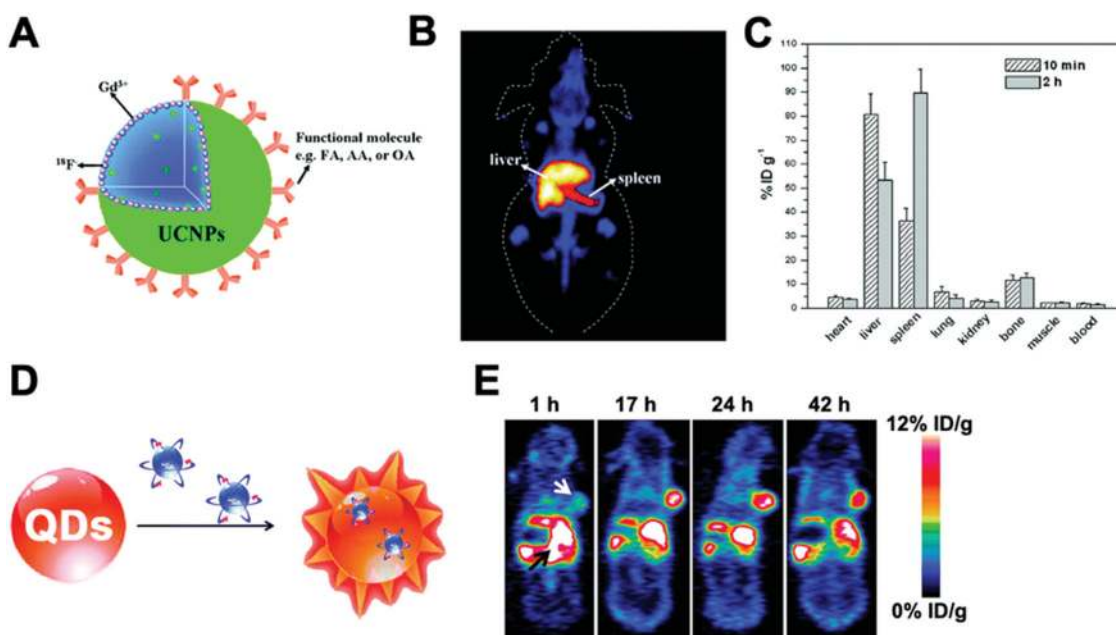 A
Gd³⁺
¹⁸F
Functional molecule
e.g. FA, AA, or OA
UCNPs
B
liver
spleen
C
% ID g⁻¹
110
100
90
80
70
60
50
40
30
20
10
0
10 min
2 h
heart
liver
spleen
lung
kidney
bone
muscle
blood
D
QDs
E
1 h
17 h
24 h
42 h
12% ID/g
0% ID/g